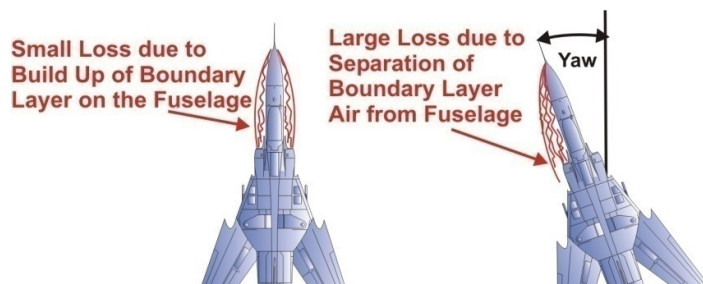 Small Loss due to
Build Up of Boundary
Layer on the Fuselage
Large Loss due to
Separation of
Boundary Layer
Air from Fuselage
Yaw